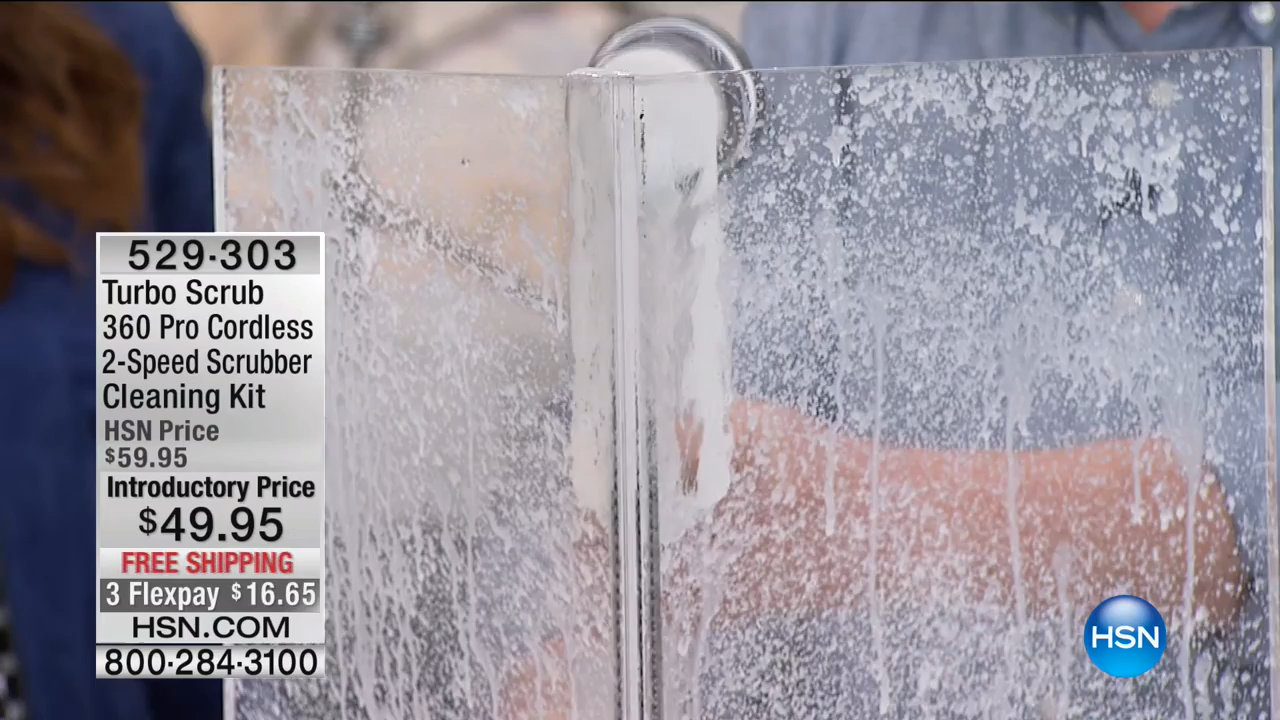 529·303
Turbo Scrub
360 Pro Cordless
2-Speed Scrubber
Cleaning Kit
HSN Price
$59.95
Introductory Price
$49.95
FREE SHIPPING
3 Flexpay $16.65
HSN.COM
800·284·3100
HSN